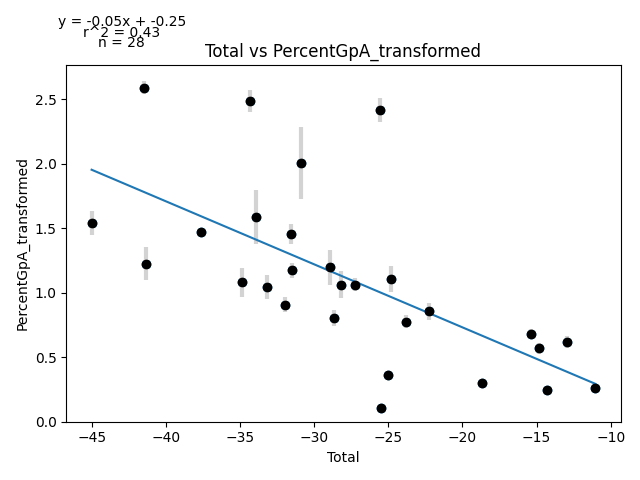 y = -0.05x + -0.25
r^2 = 0.43
n = 28
Total vs PercentGpA_transformed
PercentGpA_transformed
2.5
2.0
1.5
1.0
0.5
0.0
−45 −40 −35 −30 −25 −20 −15 −10
Total